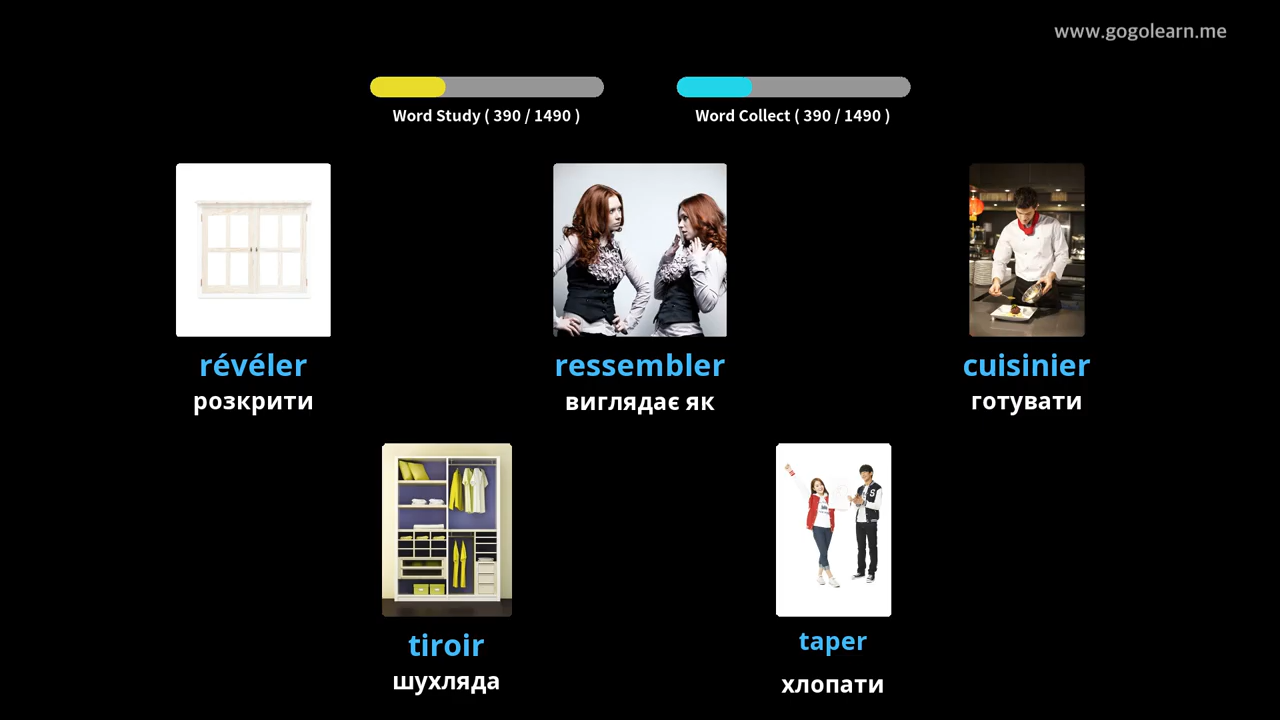 www.gogolearn.me
Word Study ( 390 / 1490 )
Word Collect ( 390 / 1490 )
révéler
розкрити
ressembler
виглядає як
cuisinier
готувати
tiroir
шухляда
taper
хлопати